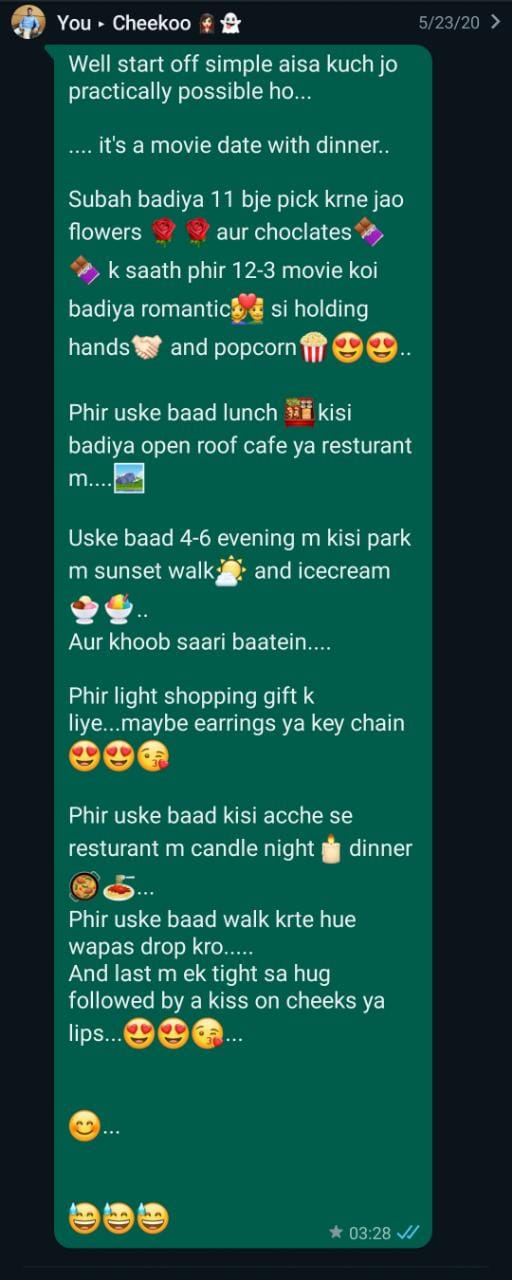 You ▸ Cheekoo 💇🏻‍♀️👻 5/23/20 >
Well start off simple aisa kuch jo
practically possible ho...
.... it's a movie date with dinner..
Subah badiya 11 bje pick krne jao
flowers 🌹 🌹 aur choclates🍫
🍫 k saath phir 12-3 movie koi
badiya romantic💑 si holding
hands🤝🏻 and popcorn🍿😍😍..
Phir uske baad lunch 🍱kisi
badiya open roof cafe ya resturant
m....🏞️
Uske baad 4-6 evening m kisi park
m sunset walk🌤️ and icecream
🍨🍧..
Aur khoob saari baatein....
Phir light shopping gift k
liye...maybe earrings ya key chain
😍😍😘
Phir uske baad kisi acche se
resturant m candle night🕯️ dinner
🥘🍝...
Phir uske baad walk krte hue
wapas drop kro.....
And last m ek tight sa hug
followed by a kiss on cheeks ya
lips...😍😍😘...
😊...
😅😅😅
★ 03:28 ✓✓